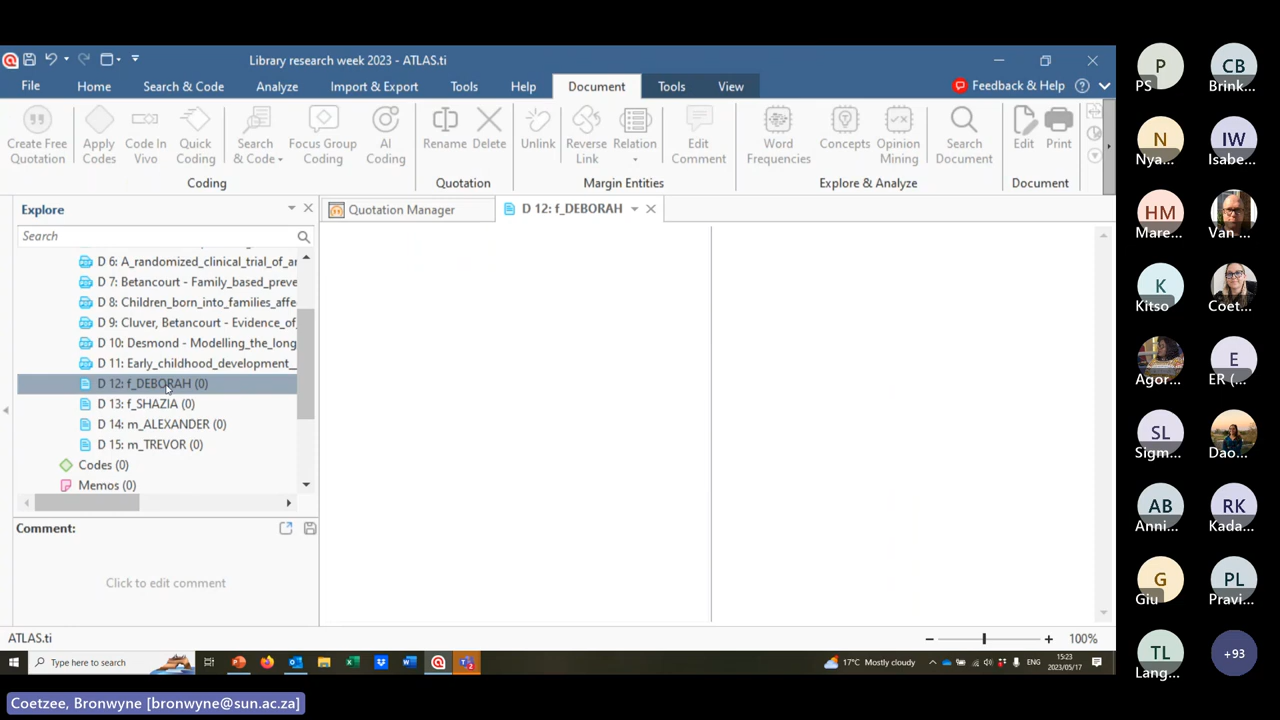 Library research week 2023 - ATLAS.ti
File
Home
Search & Code
Analyze
Import & Export
Tools
Help
Document
Tools
View
Feedback & Help
Create Free
Quotation
Apply
Codes
Code In
Vivo
Quick
Coding
Search
& Code
Focus Group
Coding
AI
Coding
Coding
Rename
Delete
Quotation
Unlink
Reverse
Link
Relation
Edit
Comment
Margin Entities
Word
Frequencies
Concepts
Opinion
Mining
Search
Document
Explore & Analyze
Edit
Print
Document
Explore
Search
D 6: A_randomized_clinical_trial_of_ar
D 7: Betancourt - Family_based_preve
D 8: Children_born_into_families_affe
D 9: Cluver, Betancourt - Evidence_of_
D 10: Desmond - Modelling_the_long
D 11: Early_childhood_development_
D 12: f_DEBORAH (0)
D 13: f_SHAZIA (0)
D 14: m_ALEXANDER (0)
D 15: m_TREVOR (0)
Codes (0)
Memos (0)
Comment:
Click to edit comment
Quotation Manager
D 12: f_DEBORAH
ATLAS.ti
100%
Type here to search
17°C Mostly cloudy
ENG
15:23
2023/05/17
Coetzee, Bronwyne [bronwyne@sun.ac.za]
P
PS
CB
Brink...
N
Nya...
IW
Isabe...
HM
Mare...
Van ...
K
Kitso
Coet...
Agor...
E
ER (...
SL
Sigm...
Dao...
AB
Anni...
RK
Kada...
G
Giu
PL
Pravi...
TL
Lang...
+93